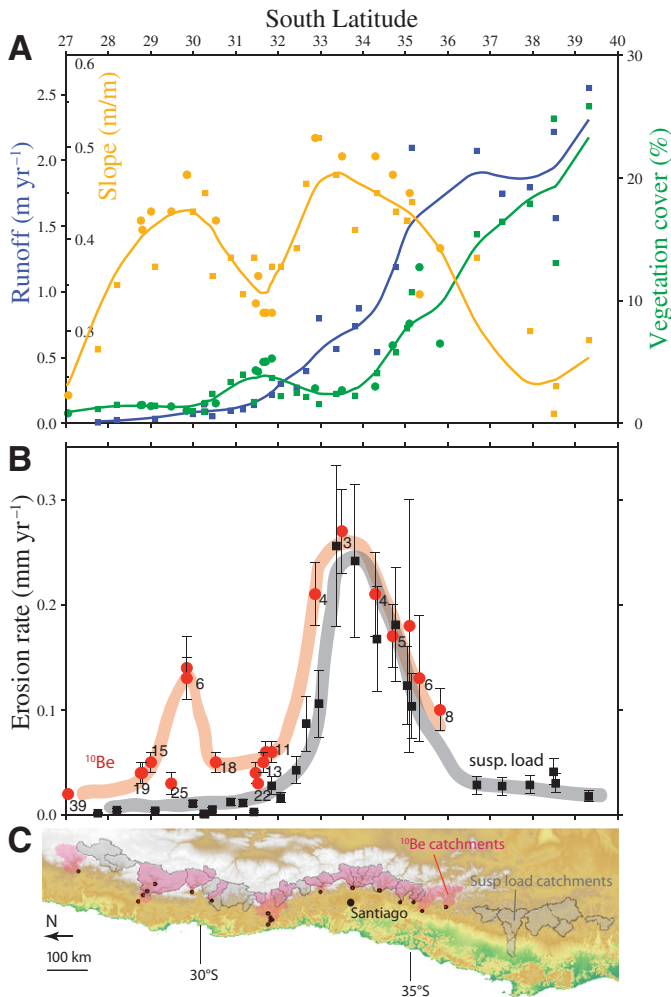 South Latitude
A
27 28 29 30 31 32 33 34 35 36 37 38 39 40
Runoff (m yr⁻¹)
2.5
2.0
1.5
1.0
0.5
0.0
Slope (m/m)
0.6
0.5
0.4
0.3
Vegetation cover (%)
30
20
10
0
B
Erosion rate (mm yr⁻¹)
0.3
0.2
0.1
0.0
¹⁰Be
39
19
15
25
6
18
22
13
11
4
3
4
5
6
8
susp. load
C
¹⁰Be catchments
Susp load catchments
Santiago
N
100 km
30°S
35°S